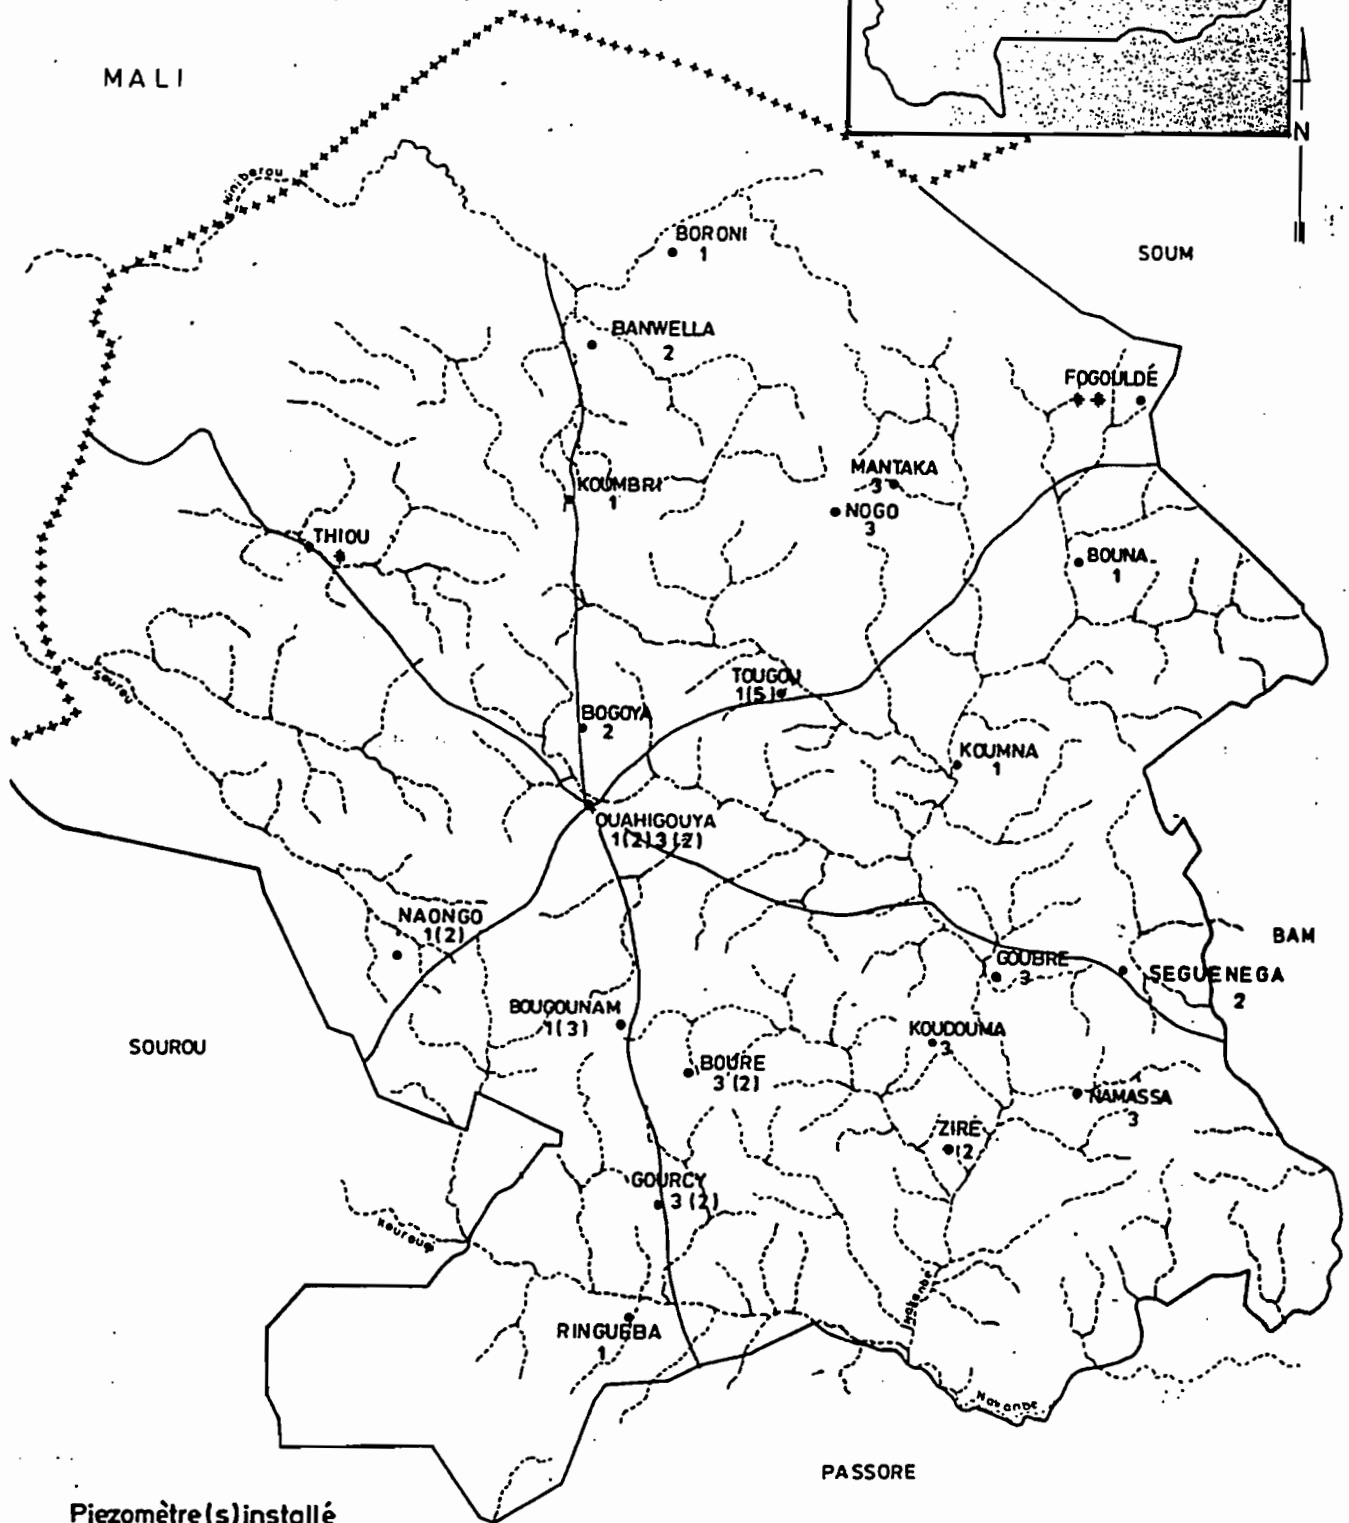 MALI
N
BORONI
1
SOUM
BANWELLA
2
FOGOULDÉ
MANTAKA
3
KOUMBRI
1
NOGO
3
THIOU
BOUNA
1
TOUGOU
1(5)
Sourou
BOGOYA
2
KOUMNA
1
OUAHIGOUYA
1(2)3(2)
NAONGO
1(2)
BAM
GOUBRE
3
SEGUENEGA
2
BOUGOUNAM
1(3)
SOUROU
KOUDOUMA
3
BOURE
3(2)
NAMASSA
3
ZIRE
2
GOURCY
3(2)
Nakanbe
RINGUEBA
1
Nakanbe
PASSORE
Piezomètre(s)installé